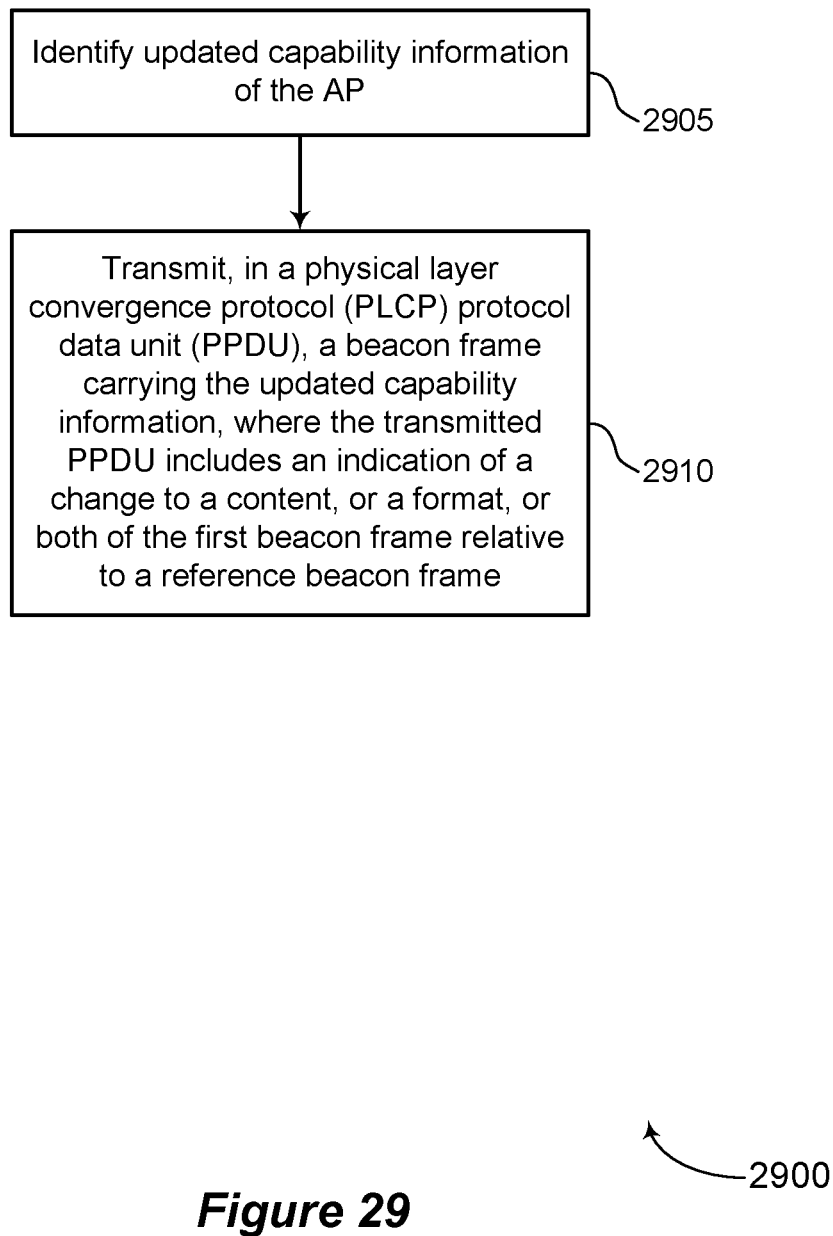 Identify updated capability information
of the AP
2905
Transmit, in a physical layer
convergence protocol (PLCP) protocol
data unit (PPDU), a beacon frame
carrying the updated capability
information, where the transmitted
PPDU includes an indication of a
change to a content, or a format, or
both of the first beacon frame relative
to a reference beacon frame
2910
2900
Figure 29